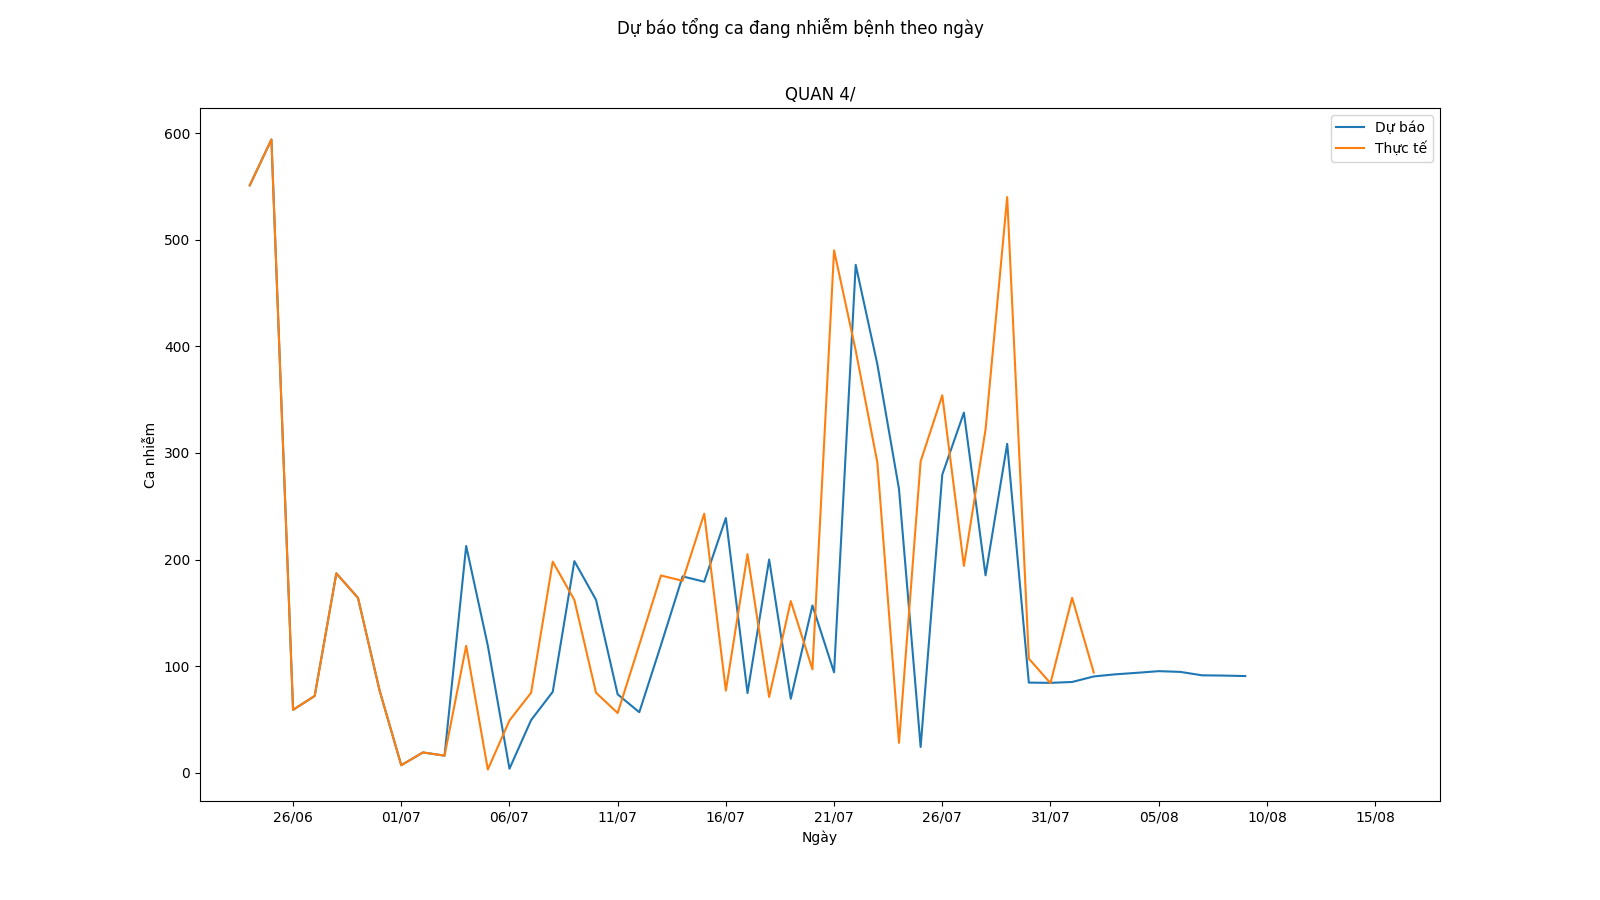 Dự báo tổng ca đang nhiễm bệnh theo ngày
QUAN 4/
Dự báo
Thực tế
600
500
400
300
200
100
0
Ca nhiễm
26/06 01/07 06/07 11/07 16/07 21/07 26/07 31/07 05/08 10/08 15/08
Ngày